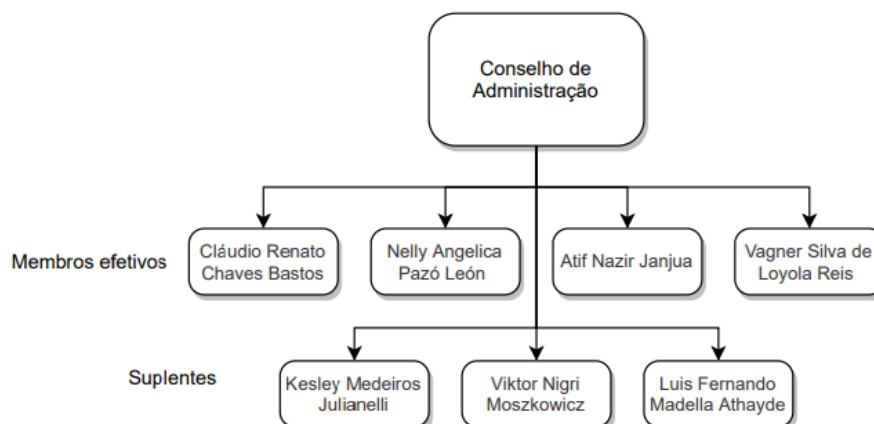 Conselho de
Administração
Membros efetivos
Cláudio Renato
Chaves Bastos
Nelly Angelica
Pazó León
Atif Nazir Janjua
Vagner Silva de
Loyola Reis
Suplentes
Kesley Medeiros
Julianelli
Viktor Nigri
Moszkowicz
Luis Fernando
Madella Athayde